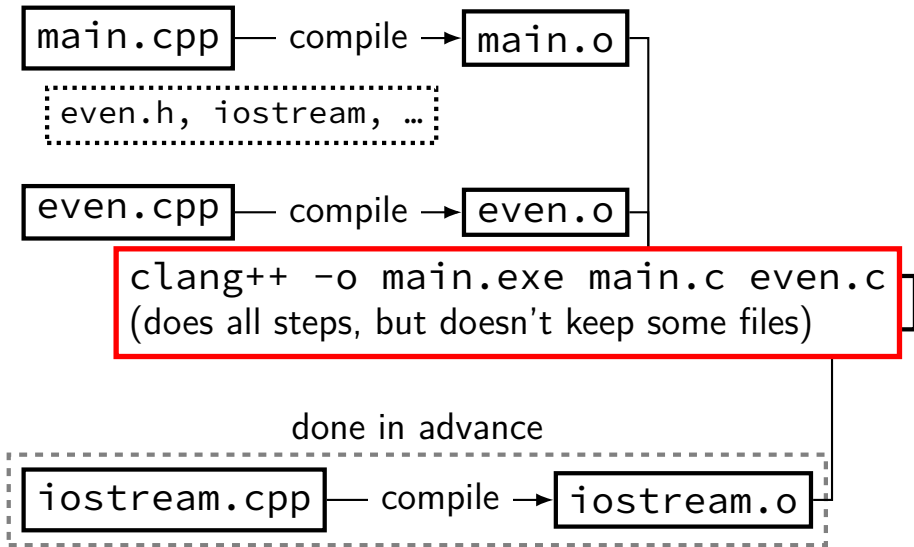 main.cpp compile main.o
even.h, iostream, …
even.cpp compile even.o
clang++ -o main.exe main.c even.c
(does all steps, but doesn't keep some files)
done in advance
iostream.cpp compile iostream.o